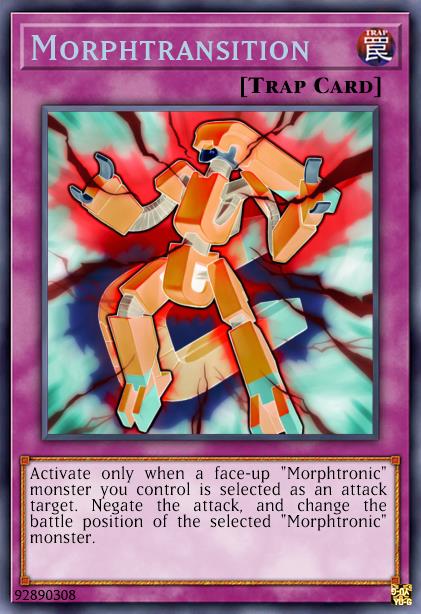 MORPHTRANSITION
TRAP
罠
[TRAP CARD]
Activate only when a face-up "Morphtronic"
monster you control is selected as an attack
target. Negate the attack, and change the
battle position of the selected "Morphtronic"
monster.
92890308